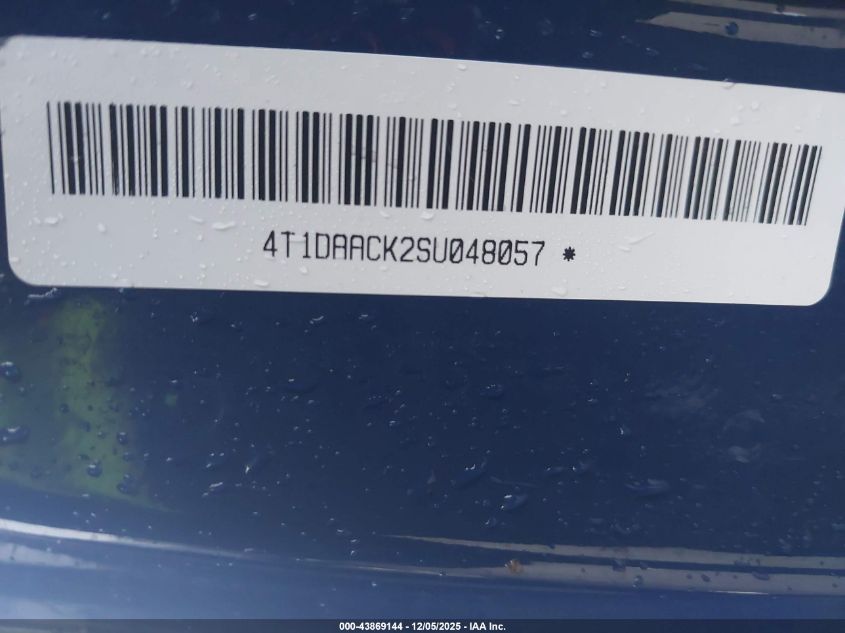 4T1DAACK2SU048057 *
000-43869144 - 12/05/2025 - IAA Inc.